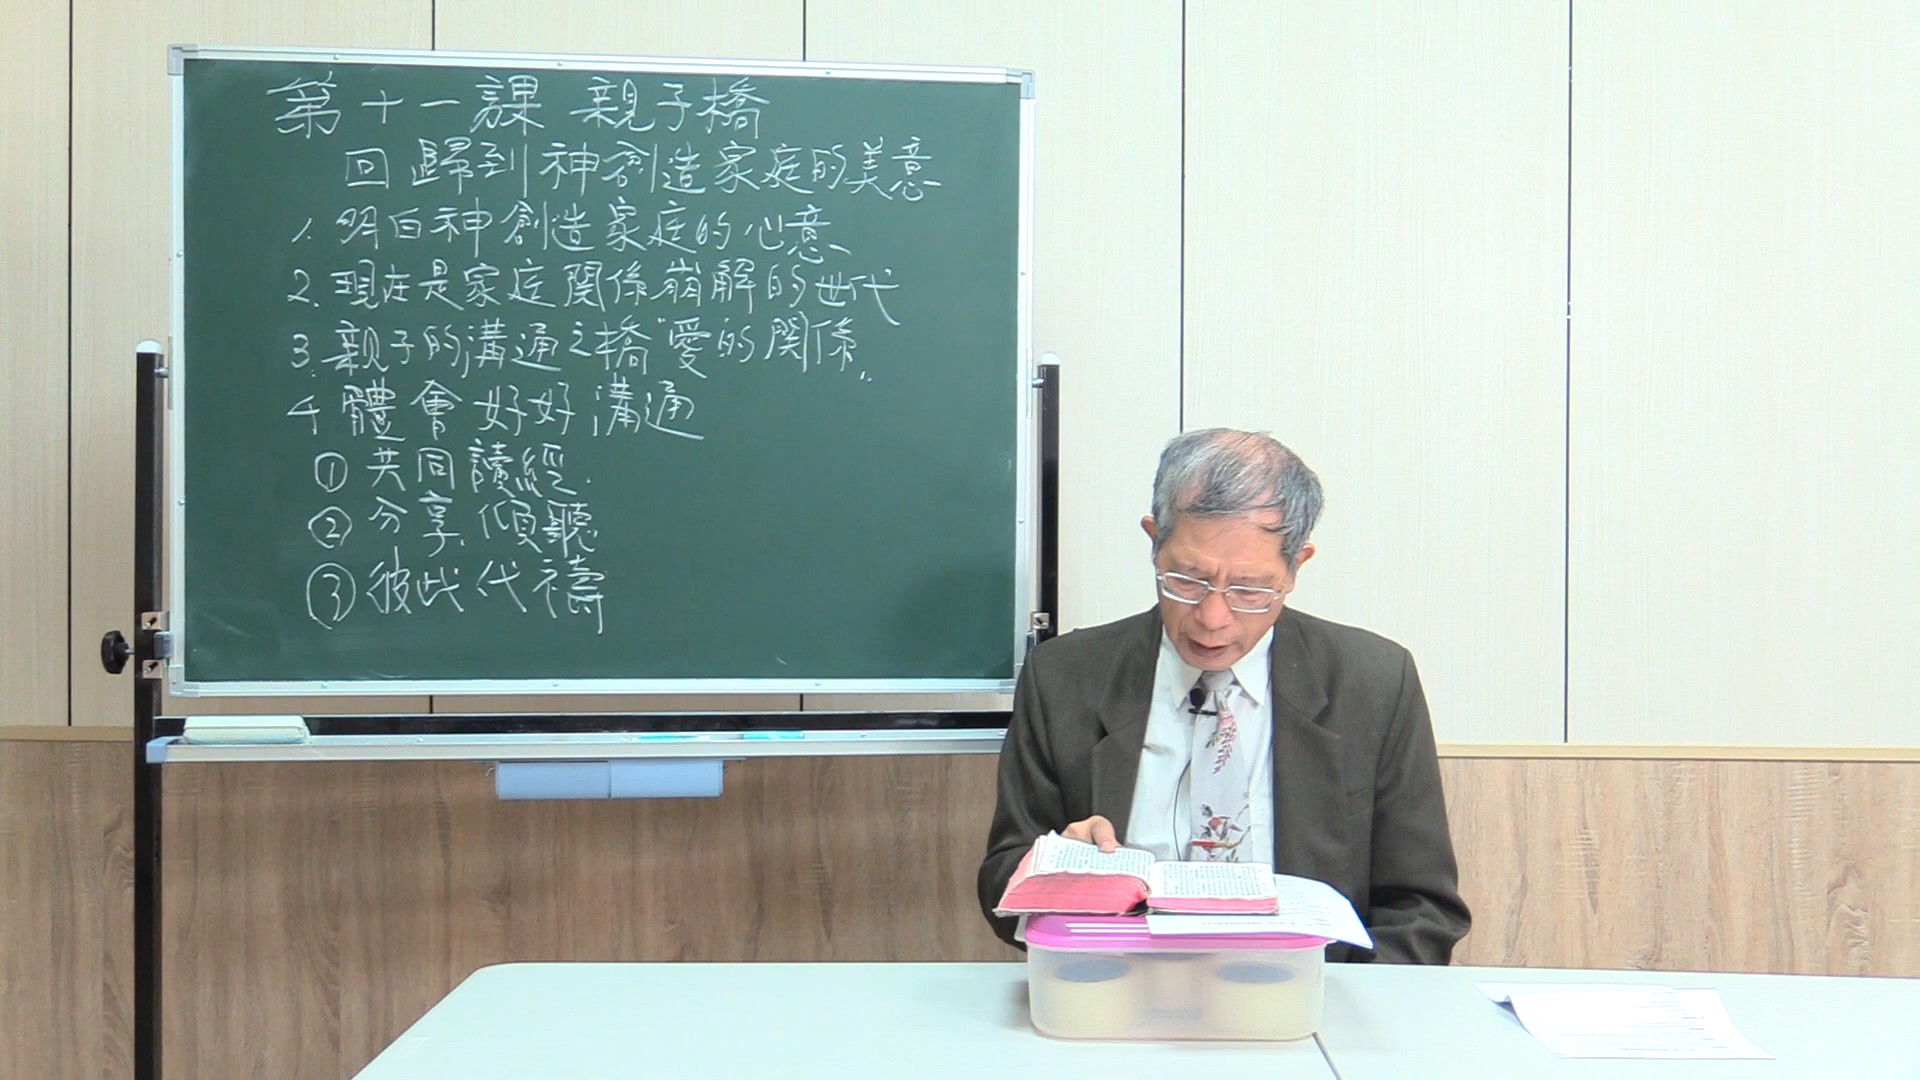 第十一課 親子橋
回歸到神創造家庭的美意
1. 明白神創造家庭的心意
2. 現在是家庭関係崩解的世代
3. 親子的溝通之橋"愛的関係"
4 體會好好溝通
① 共同讀經.
② 分享.傾聽
③ 彼此代禱